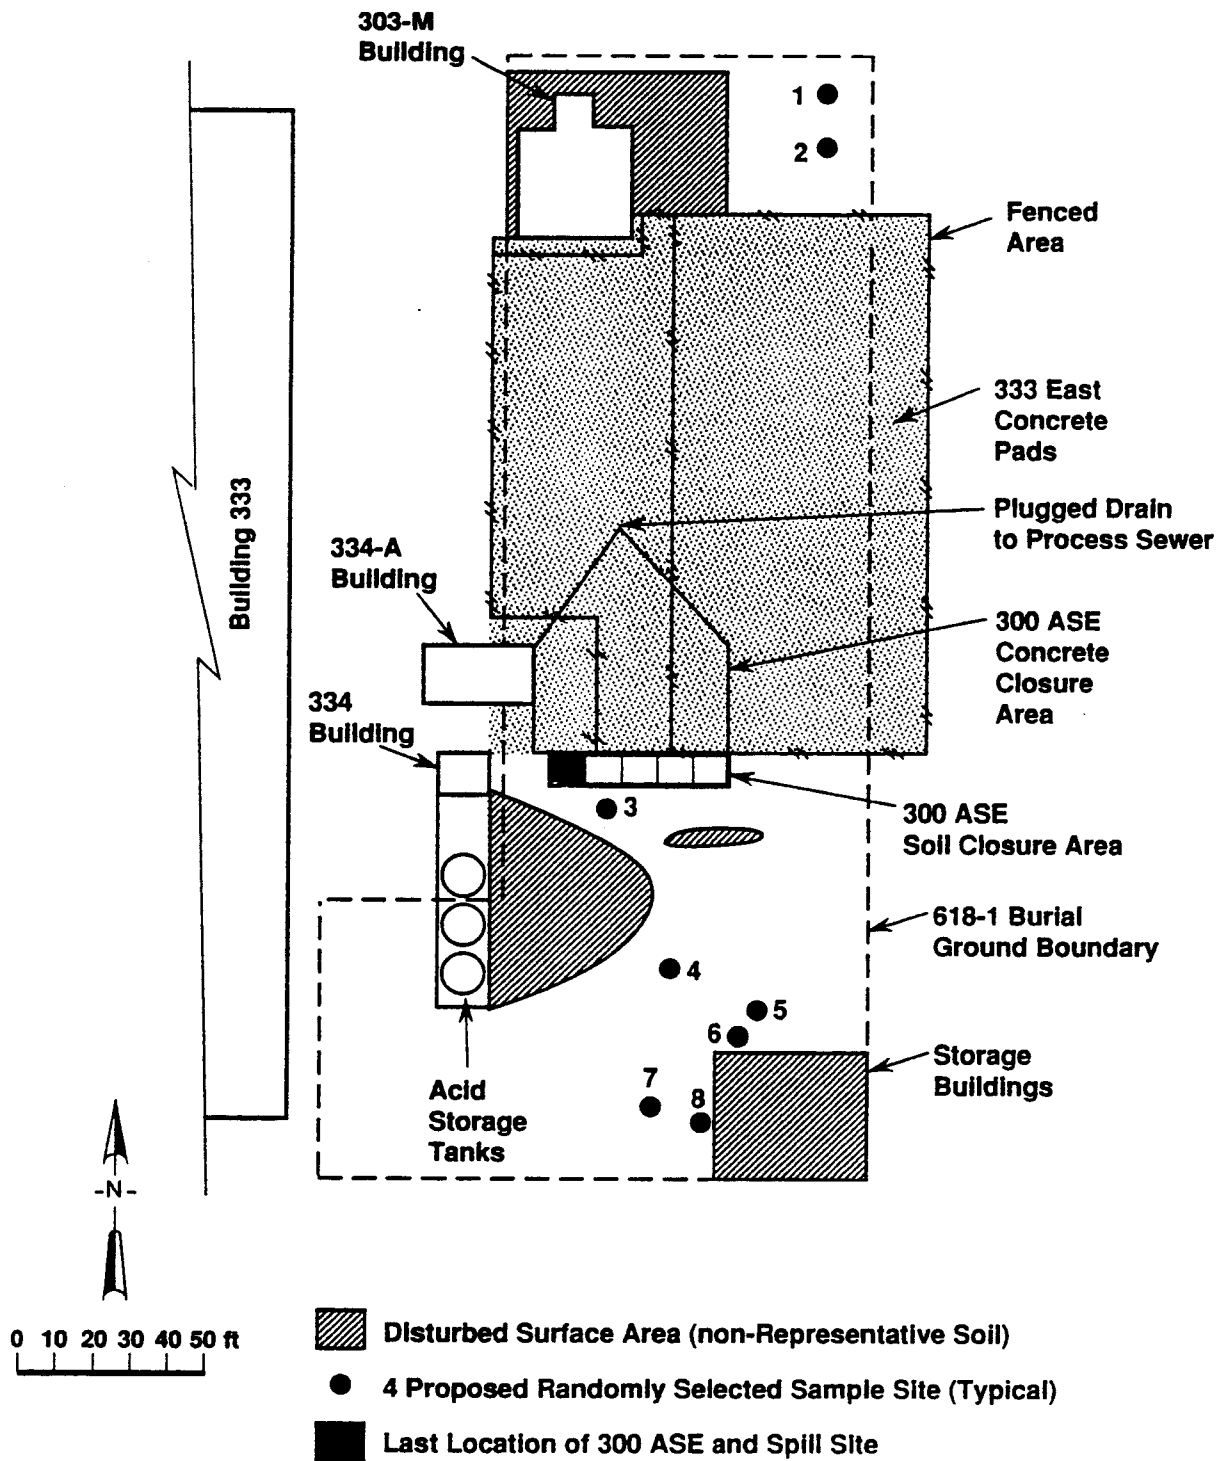 303-M
Building
1
2
Fenced
Area
333 East
Concrete
Pads
Building 333
Plugged Drain
to Process Sewer
334-A
Building
300 ASE
Concrete
Closure
Area
334
Building
3
300 ASE
Soil Closure Area
618-1 Burial
Ground Boundary
4
5
6
Storage
Buildings
7
8
Acid
Storage
Tanks
-N-
0 10 20 30 40 50 ft
Disturbed Surface Area (non-Representative Soil)
4 Proposed Randomly Selected Sample Site (Typical)
Last Location of 300 ASE and Spill Site